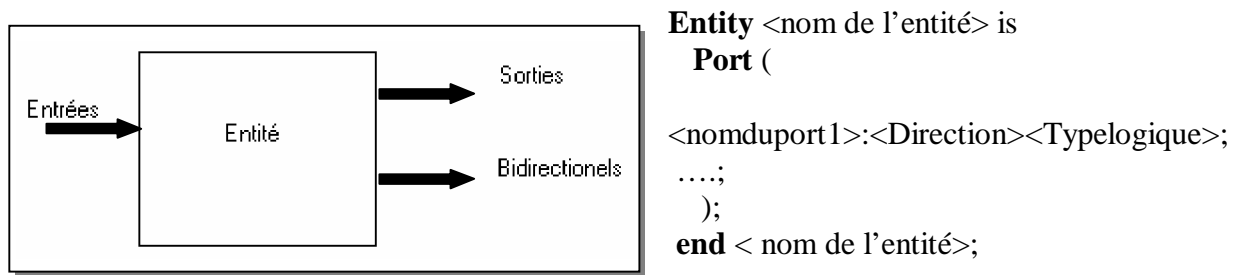 Entrées
Entité
Sorties
Bidirectionels
Entity <nom de l’entité> is
Port (
<nomduport1>:<Direction><Typelogique>;
….;
);
end < nom de l’entité>;